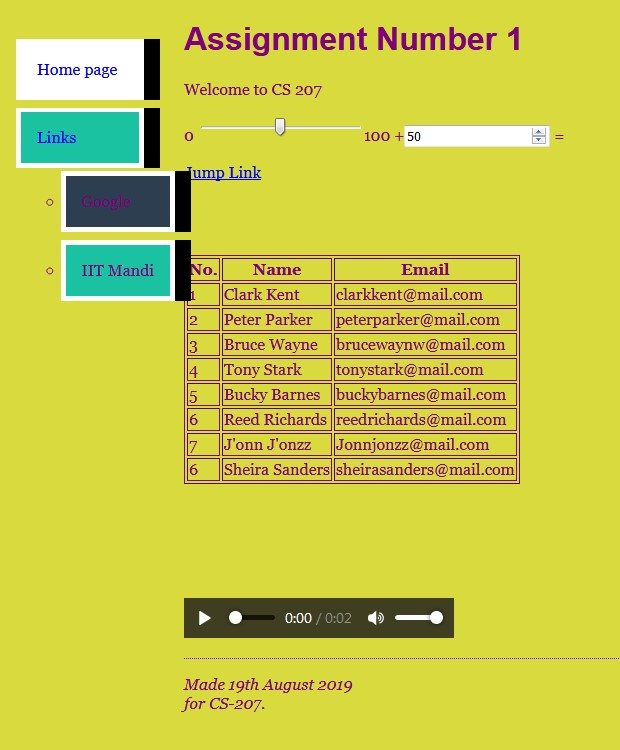 Assignment Number 1
Home page
Welcome to CS 207
Links
0 100 + 50 =
Jump Link
Google
IIT Mandi
No. Name Email
1 Clark Kent clarkkent@mail.com
2 Peter Parker peterparker@mail.com
3 Bruce Wayne brucewaynw@mail.com
4 Tony Stark tonystark@mail.com
5 Bucky Barnes buckybarnes@mail.com
6 Reed Richards reedrichards@mail.com
7 J'onn J'onzz Jonnjonzz@mail.com
6 Sheira Sanders sheirasanders@mail.com
0:00 / 0:02
Made 19th August 2019
for CS-207.